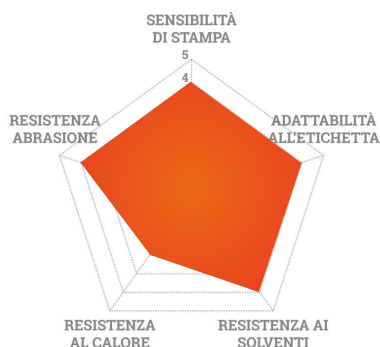 SENSIBILITÀ
DI STAMPA
5
4
RESISTENZA
ABRASIONE
ADATTABILITÀ
ALL'ETICHETTA
RESISTENZA
AL CALORE
RESISTENZA AI
SOLVENTI